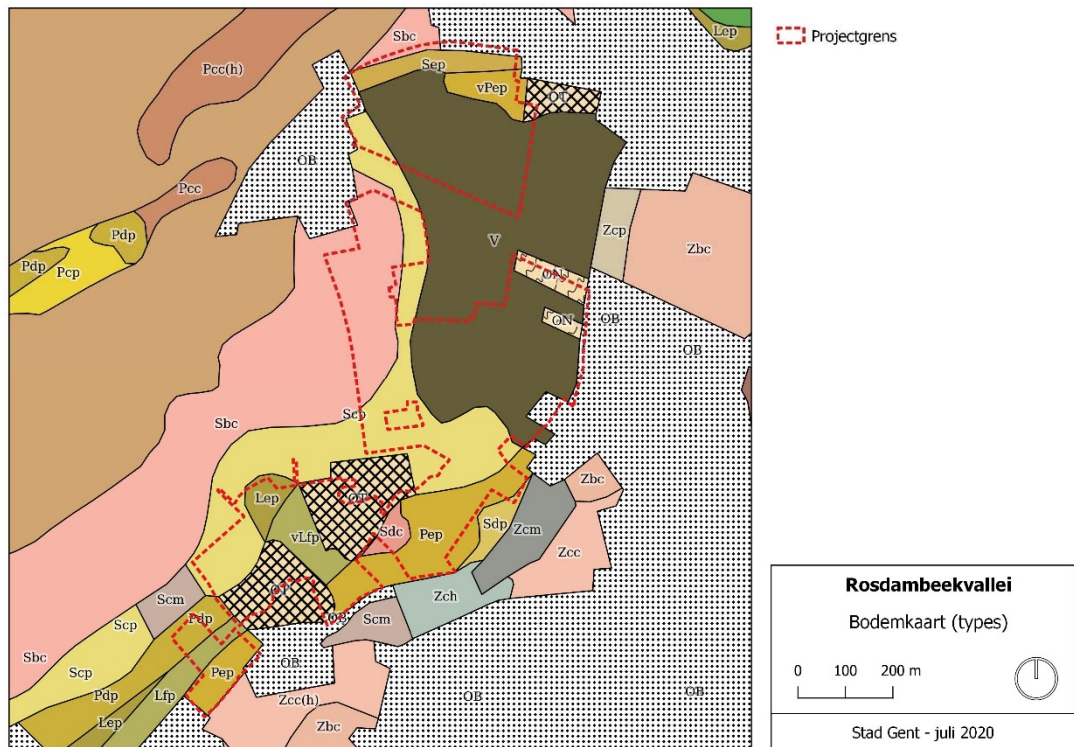 Sbc
Lep
Projectgrens
Pcc(h)
Sep
vPep
OT
OB
Pcc
Pdp
Zcp
Zbc
V
Pdp
Pcp
ON
ON
OB
OB
Scp
Sbc
Zbc
Lep
OT
Sdc
Pep
Sdp
Zcm
vLfp
Zcc
Zch
OT
Scm
Pdp
OB
Scm
Scp
Sbc
Scp
OB
Pep
Pdp
Lfp
Zcc(h)
OB
OB
Lep
Zbc
Rosdambeekvallei
Bodemkaart (types)
0 100 200 m
Stad Gent - juli 2020